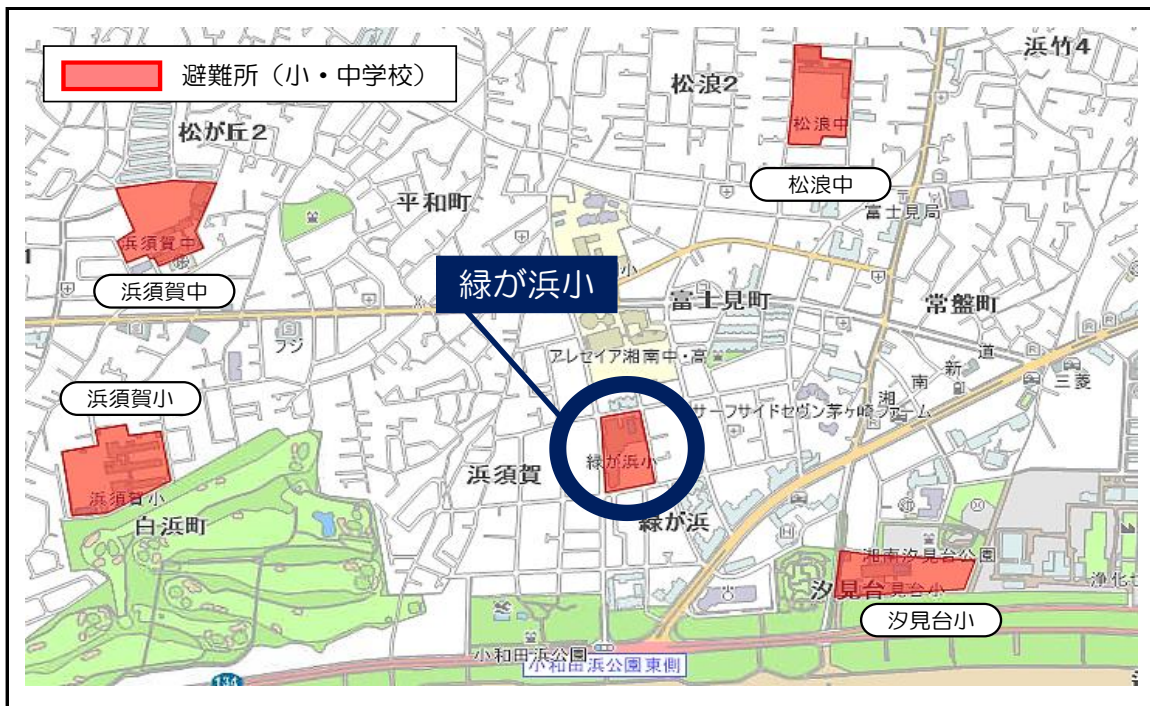 避難所（小・中学校）
浜竹4
松浪2
松が丘2
松浪中
松浪中
平和町
富士見局
浜須賀中
浜須賀中
緑が浜小
小
富士見町
常盤町
フジ
アレセイア湘南中・高
新
道
南
湘
三菱
浜須賀小
サーフサイドセヴン茅ヶ崎ファーム
浜須賀
緑が浜小
浜須賀小
白浜町
緑が浜
湘南汐見台公園
汐見台
見台小
浄化セ
汐見台小
小和田浜公園
小和田浜公園東側
134